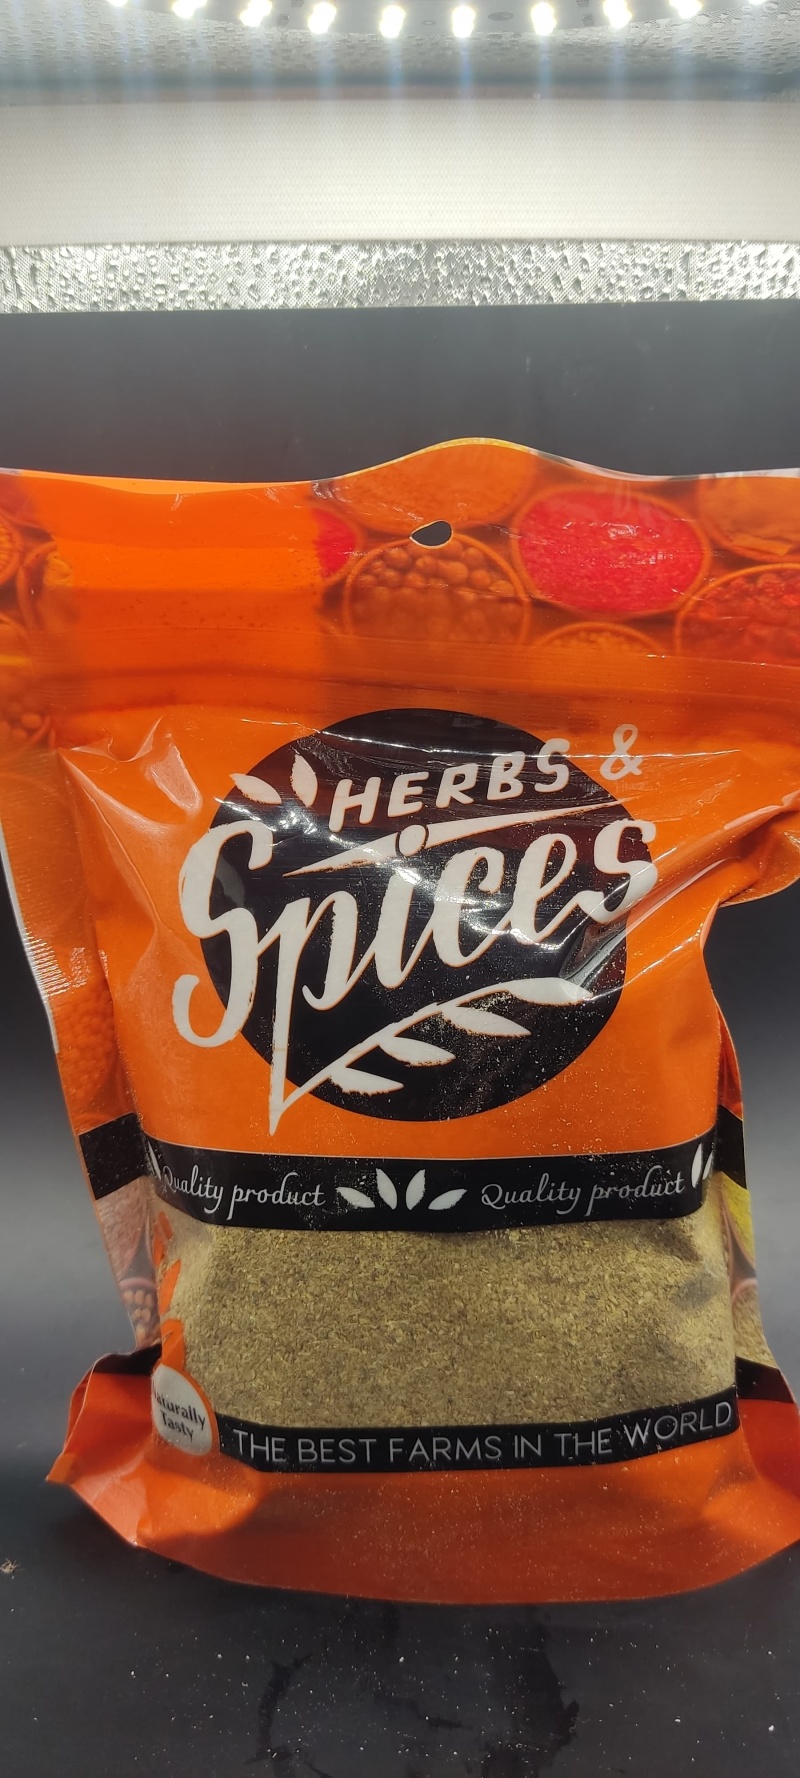 HERBS &
Spices
Quality product Quality product
Naturally
Tasty
THE BEST FARMS IN THE WORLD